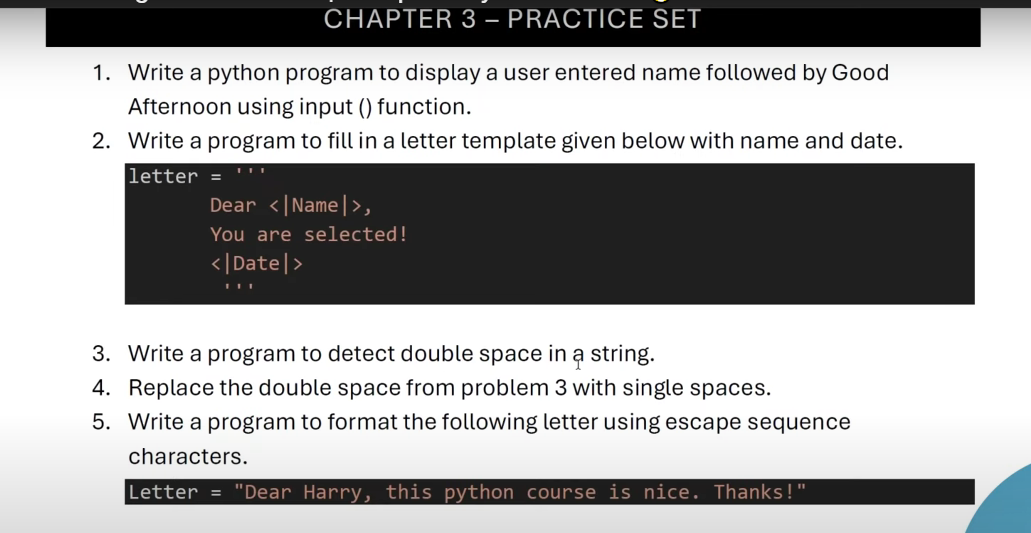 CHAPTER 3 – PRACTICE SET
1. Write a python program to display a user entered name followed by Good
Afternoon using input () function.
2. Write a program to fill in a letter template given below with name and date.
letter = '''
Dear <|Name|>,
You are selected!
<|Date|>
'''
3. Write a program to detect double space in a string.
4. Replace the double space from problem 3 with single spaces.
5. Write a program to format the following letter using escape sequence
characters.
Letter = "Dear Harry, this python course is nice. Thanks!"